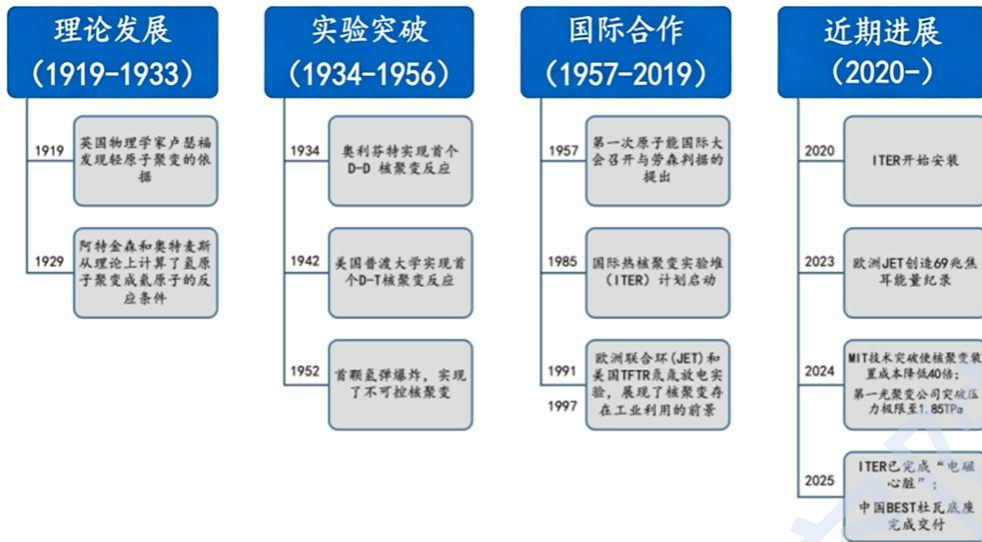 理论发展
(1919-1933)
1919
英国物理学家卢瑟福
发现轻原子聚变的依
据
1929
阿特金森和奥特麦斯
从理论上计算了氢原
子聚变成氦原子的反
应条件
实验突破
(1934-1956)
1934
奥利芬特实现首个
D-D 核聚变反应
1942
美国普渡大学实现首
个D-T核聚变反应
1952
首颗氢弹爆炸,实现
了不可控核聚变
国际合作
(1957-2019)
1957
第一次原子能国际大
会召开与劳森判据的
提出
1985
国际热核聚变实验堆
(ITER)计划启动
1991
1997
欧洲联合环(JET)和
美国TFTR氘氚放电实
验,展现了核聚变存
在工业利用的前景
近期进展
(2020-)
2020
ITER开始安装
2023
欧洲JET创造69兆焦
耳能量纪录
2024
MIT技术突破使核聚变装
置成本降低40倍;
第一光聚变公司突破压
力极限至1.85TPa
2025
ITER已完成“电磁
心脏”;
中国BEST杜瓦底座
完成交付